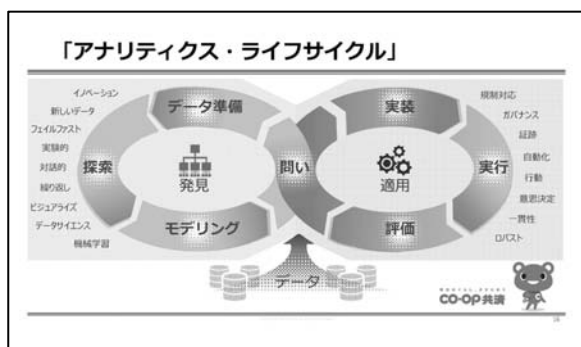 「アナリティクス・ライフサイクル」
イノベーション
新しいデータ
フェイルファスト
実験的
対話的
繰り返し
ビジュアライズ
データサイエンス
機械学習
データ準備
探索
発見
モデリング
問い
実装
適用
実行
評価
規制対応
ガバナンス
証跡
自動化
行動
意思決定
一貫性
ロバスト
データ
CO・OP共済